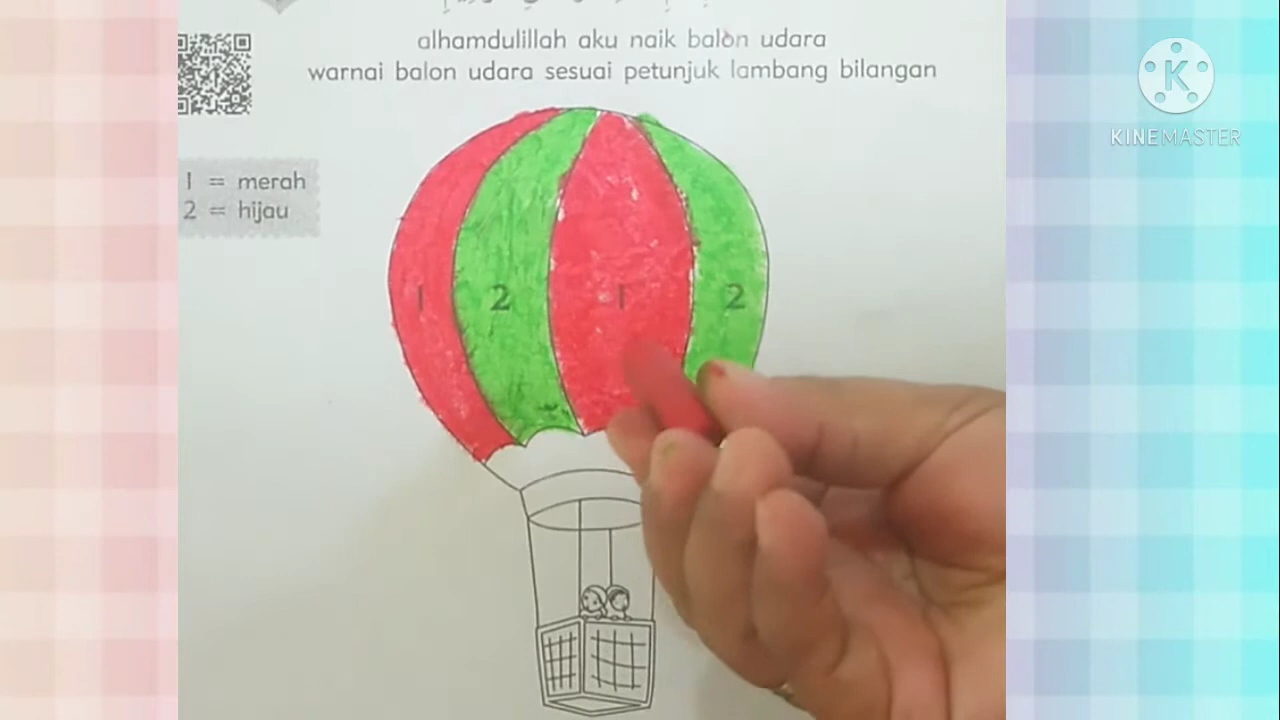 alhamdulillah aku naik balon udara
warnai balon udara sesuai petunjuk lambang bilangan
K
KINEMASTER
1 = merah
2 = hijau
1 2 1 2